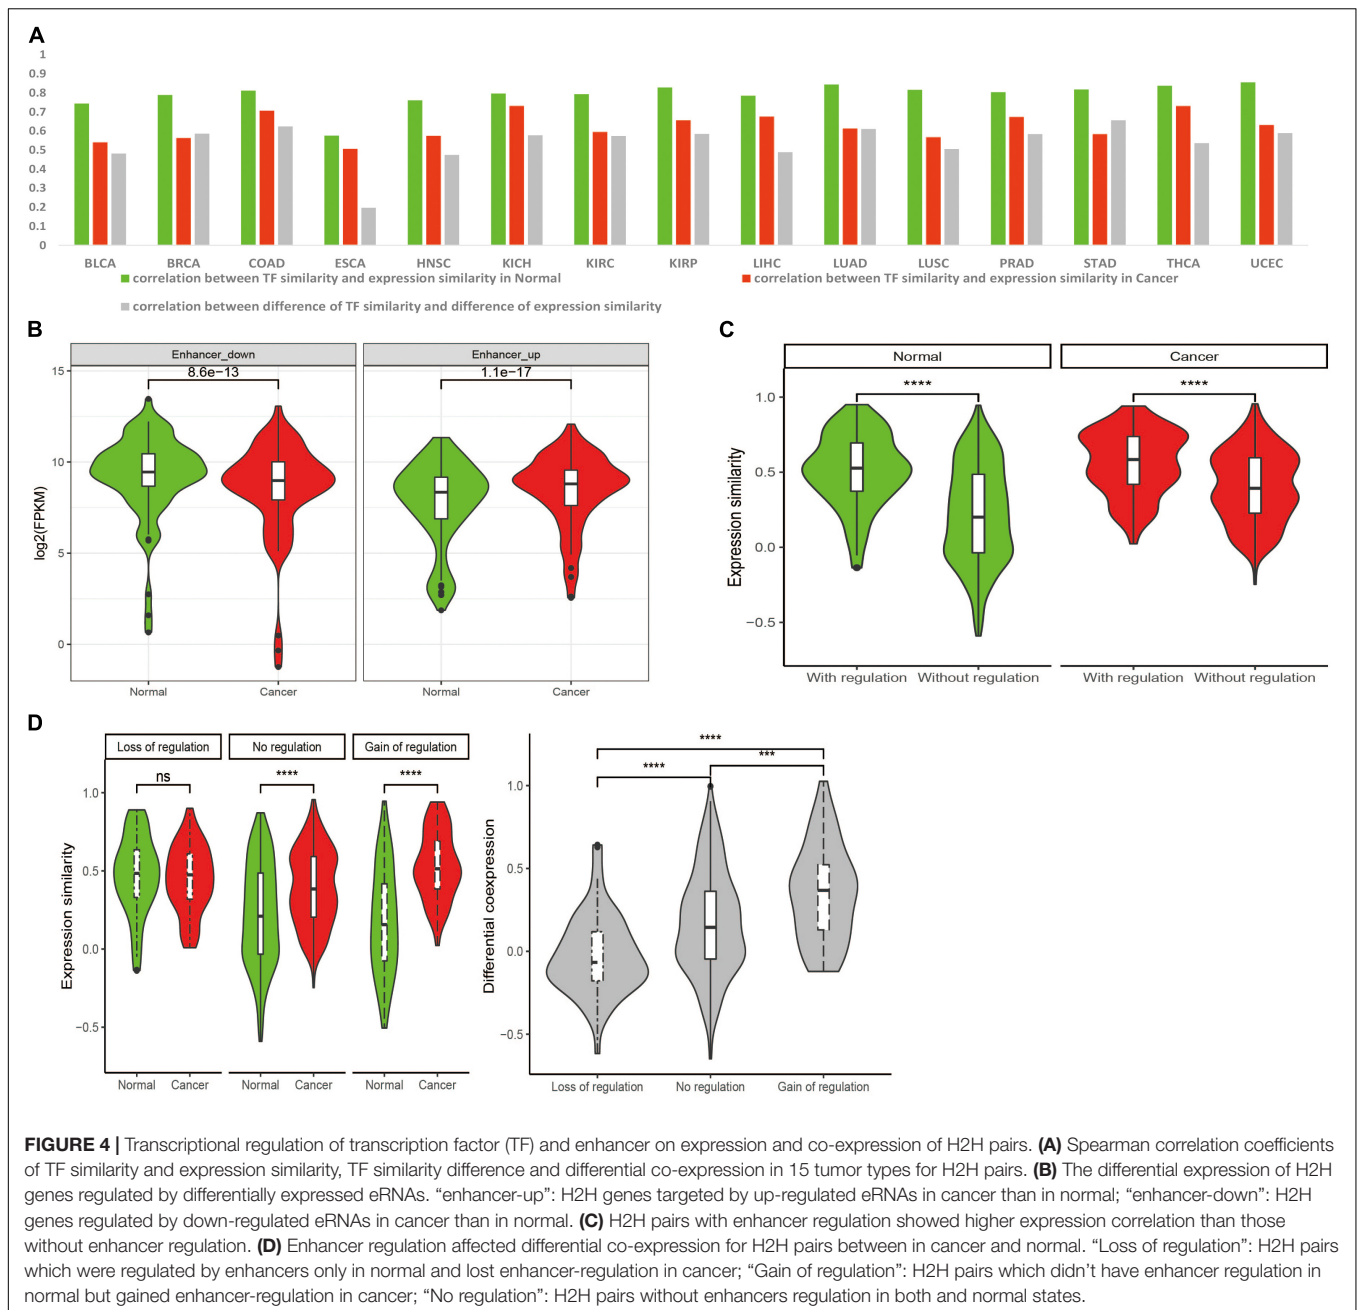 A
1
0.9
0.8
0.7
0.6
0.5
0.4
0.3
0.2
0.1
0
BLCA BRCA COAD ESCA HNSC KICH KIRC KIRP LIHC LUAD LUSC PRAD STAD THCA UCEC
correlation between TF similarity and expression similarity in Normal
correlation between TF similarity and expression similarity in Cancer
correlation between difference of TF similarity and difference of expression similarity
B
Enhancer_down Enhancer_up
8.6e−13 1.1e−17
15
10
5
0
log2(FPKM)
Normal Cancer Normal Cancer
C
Normal Cancer
**** ****
1.0
0.5
0.0
−0.5
Expression similarity
With regulation Without regulation With regulation Without regulation
D
Loss of regulation No regulation Gain of regulation
ns **** ****
1.0
0.5
0.0
−0.5
Expression similarity
Normal Cancer Normal Cancer Normal Cancer
****
**** ***
1.0
0.5
0.0
−0.5
Differential coexpression
Loss of regulation No regulation Gain of regulation
FIGURE 4 | Transcriptional regulation of transcription factor (TF) and enhancer on expression and co-expression of H2H pairs. (A) Spearman correlation coefficients
of TF similarity and expression similarity, TF similarity difference and differential co-expression in 15 tumor types for H2H pairs. (B) The differential expression of H2H
genes regulated by differentially expressed eRNAs. “enhancer-up”: H2H genes targeted by up-regulated eRNAs in cancer than in normal; “enhancer-down”: H2H
genes regulated by down-regulated eRNAs in cancer than in normal. (C) H2H pairs with enhancer regulation showed higher expression correlation than those
without enhancer regulation. (D) Enhancer regulation affected differential co-expression for H2H pairs between in cancer and normal. “Loss of regulation”: H2H pairs
which were regulated by enhancers only in normal and lost enhancer-regulation in cancer; “Gain of regulation”: H2H pairs which didn’t have enhancer regulation in
normal but gained enhancer-regulation in cancer; “No regulation”: H2H pairs without enhancers regulation in both and normal states.